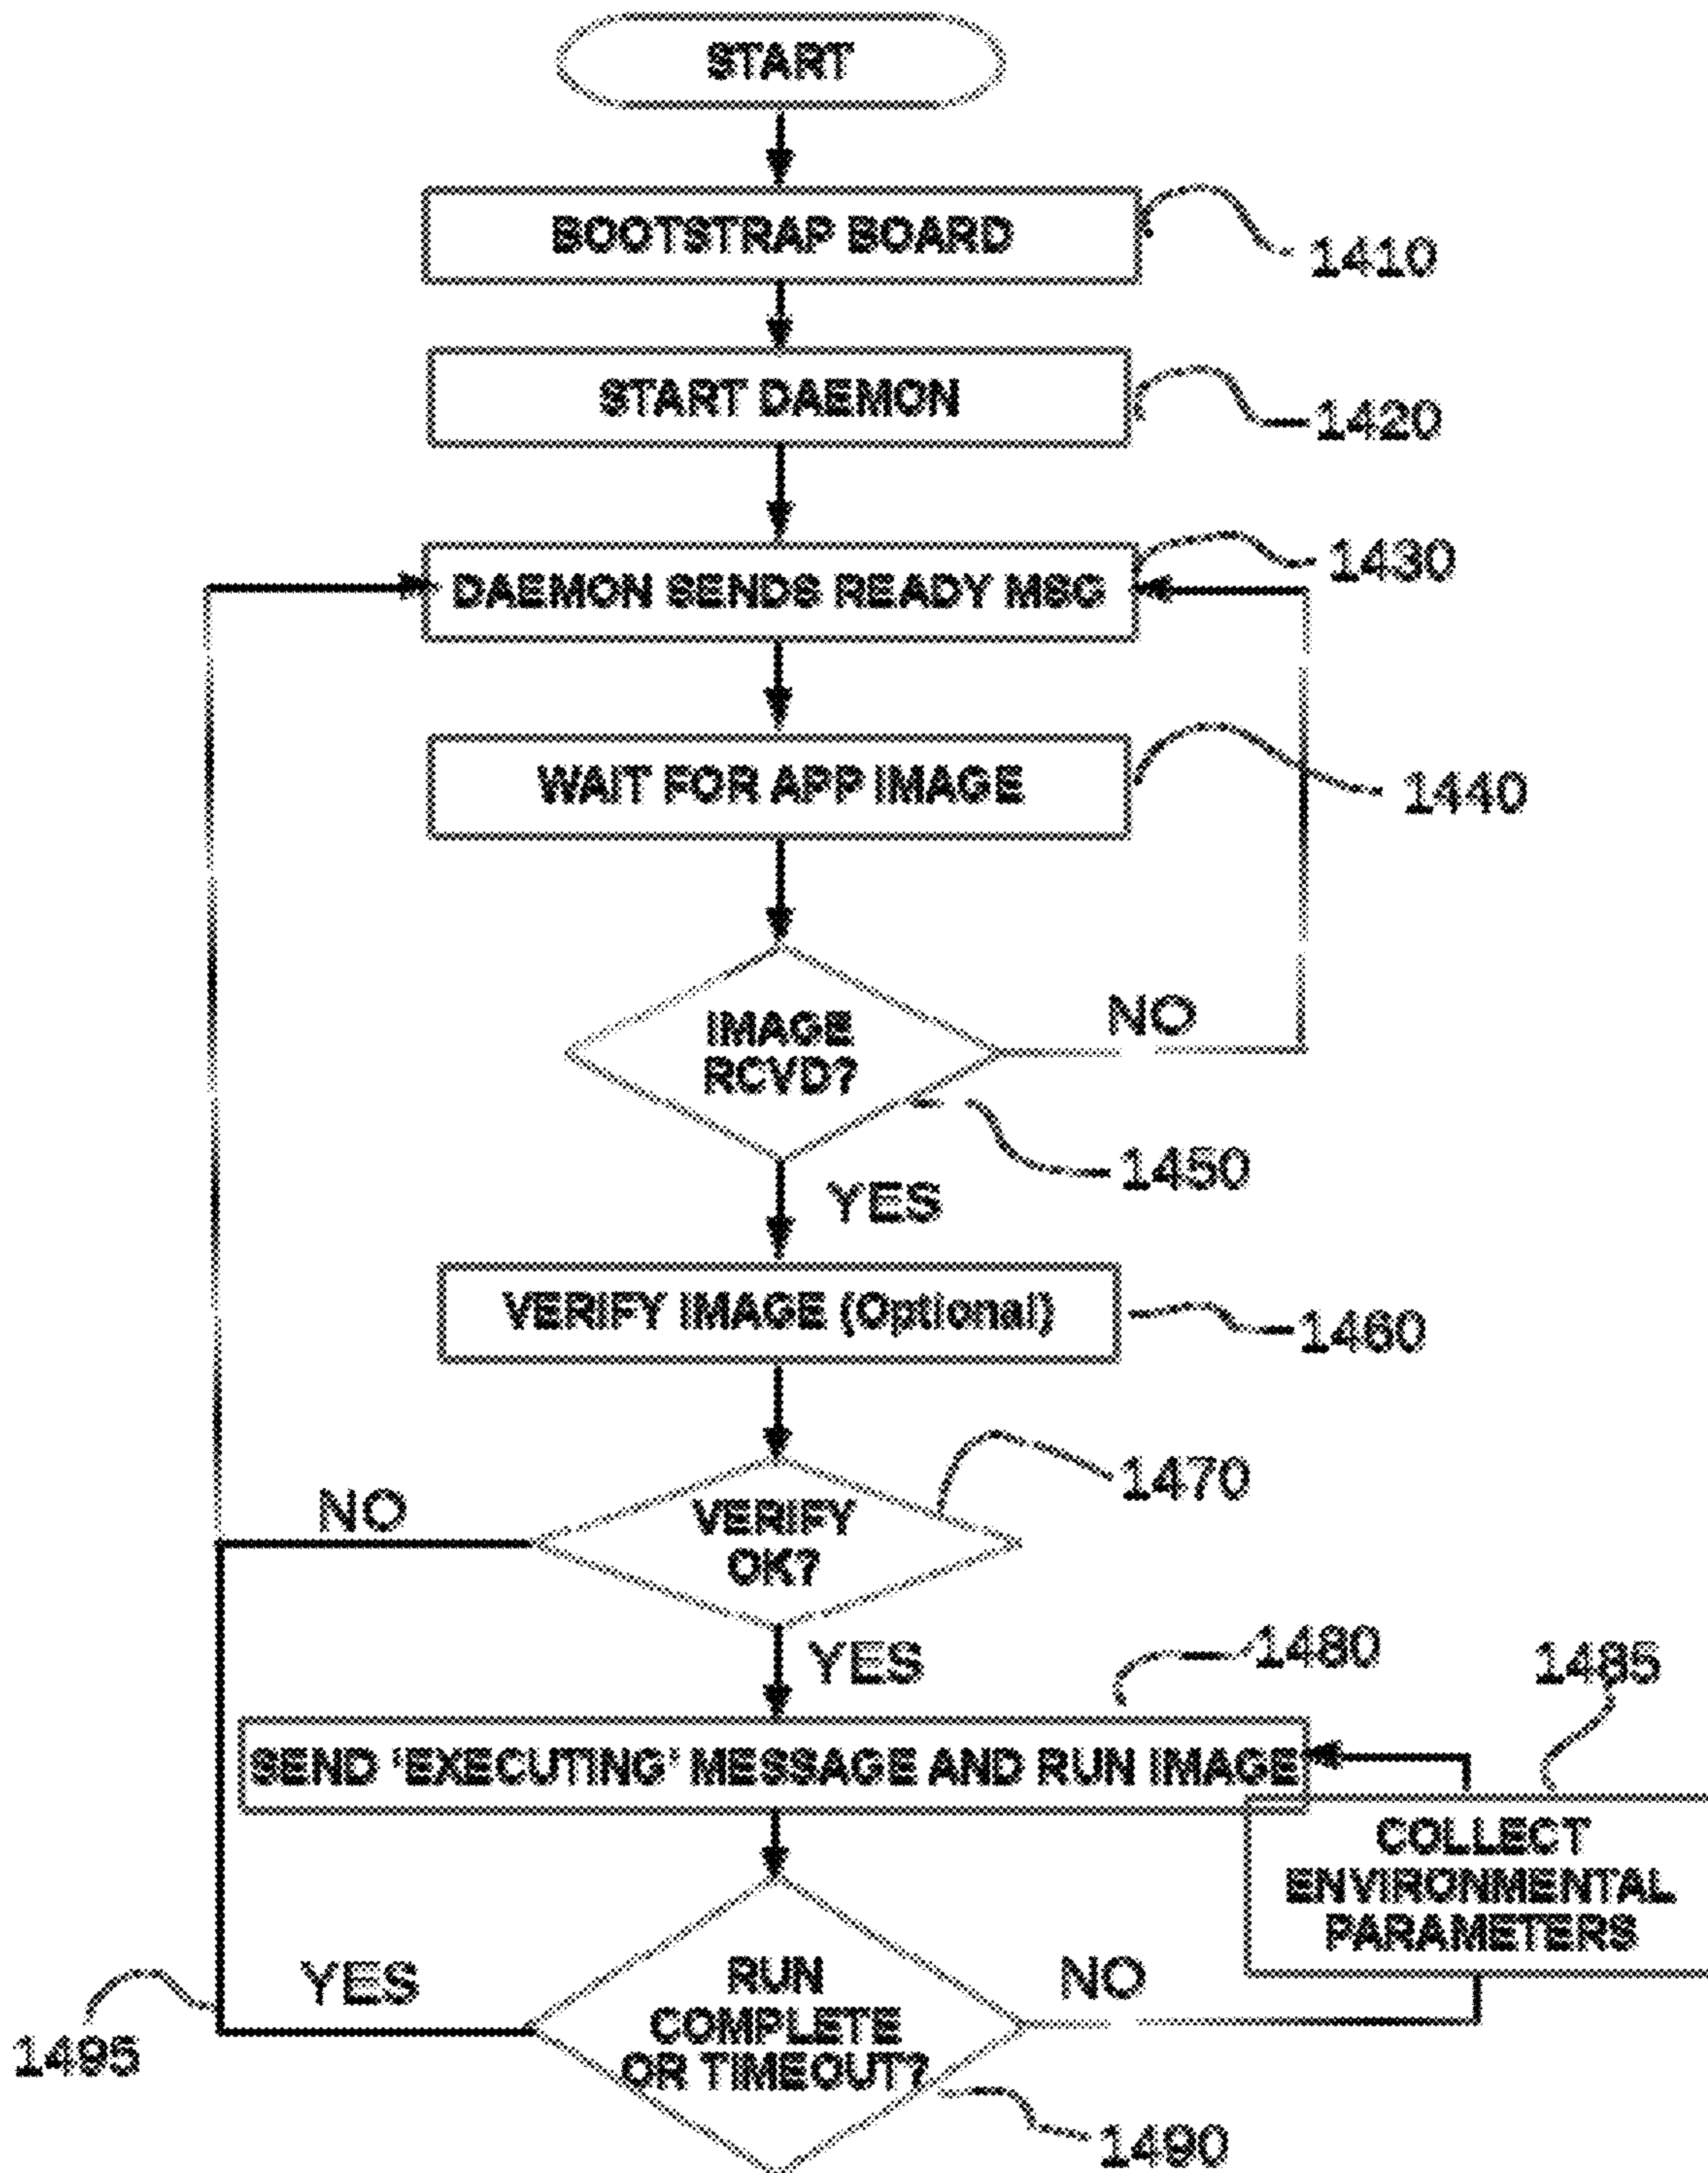 START
BOOTSTRAP BOARD
1410
START DAEMON
1420
DAEMON SENDS READY MSG
1430
WAIT FOR APP IMAGE
1440
IMAGE
RCVD?
NO
1450
YES
VERIFY IMAGE (Optional)
1460
VERIFY
OK?
1470
NO
YES
1480
1485
SEND ‘EXECUTING’ MESSAGE AND RUN IMAGE
COLLECT
ENVIRONMENTAL
PARAMETERS
RUN
COMPLETE
OR TIMEOUT?
YES
NO
1495
1490